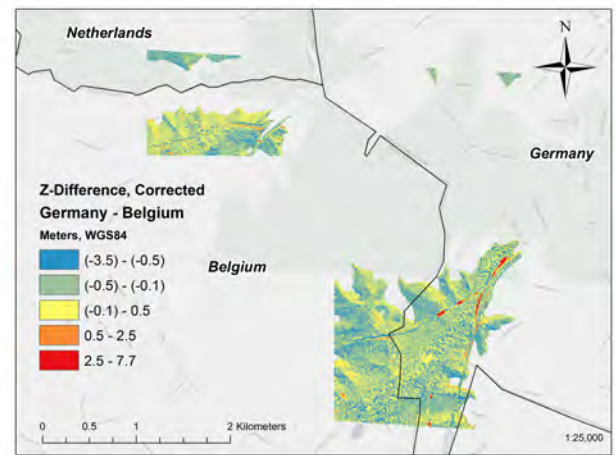 Netherlands
N
Germany
Z-Difference, Corrected
Germany - Belgium
Meters, WGS84
Belgium
(-3.5) - (-0.5)
(-0.5) - (-0.1)
(-0.1) - 0.5
0.5 - 2.5
2.5 - 7.7
0 0.5 1 2 Kilometers
1:25,000